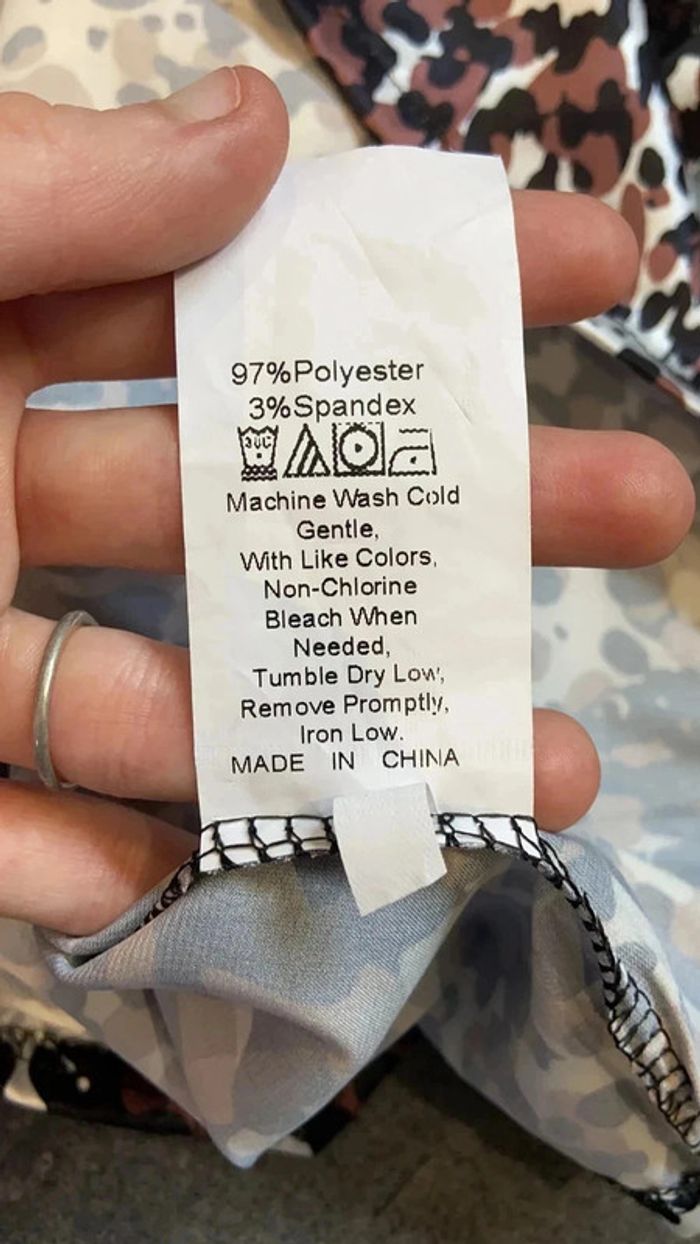 97%Polyester
3%Spandex
30C
Machine Wash Cold
Gentle,
With Like Colors,
Non-Chlorine
Bleach When
Needed,
Tumble Dry Low,
Remove Promptly,
Iron Low.
MADE IN CHINA